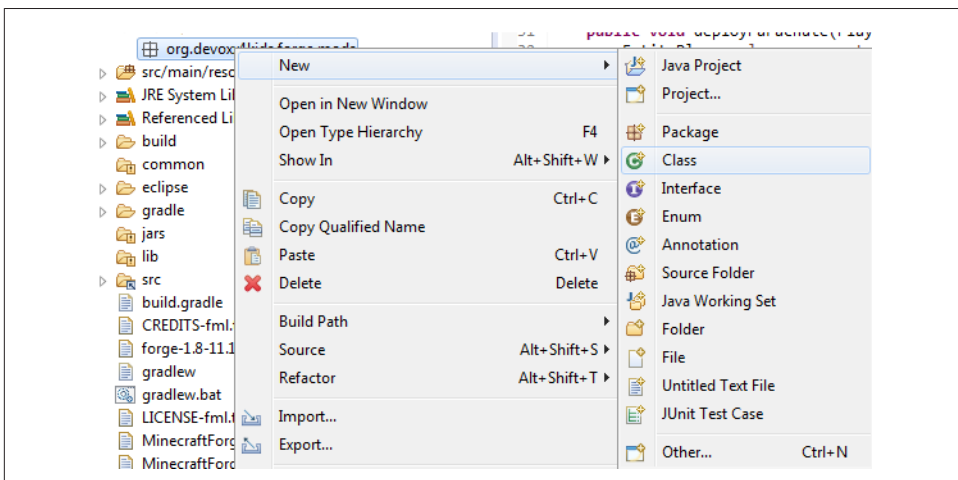 public void deployParachute(Play
org.devoxx4kids.forge.mods
src/main/resc
JRE System Lil
Referenced Li
build
common
eclipse
gradle
jars
lib
src
build.gradle
CREDITS-fml.
forge-1.8-11.1
gradlew
gradlew.bat
LICENSE-fml.t
MinecraftForg
MinecraftForg
New
Open in New Window
Open Type Hierarchy F4
Show In Alt+Shift+W
Copy Ctrl+C
Copy Qualified Name
Paste Ctrl+V
Delete Delete
Build Path
Source Alt+Shift+S
Refactor Alt+Shift+T
Import...
Export...
Java Project
Project...
Package
Class
Interface
Enum
Annotation
Source Folder
Java Working Set
Folder
File
Untitled Text File
JUnit Test Case
Other... Ctrl+N